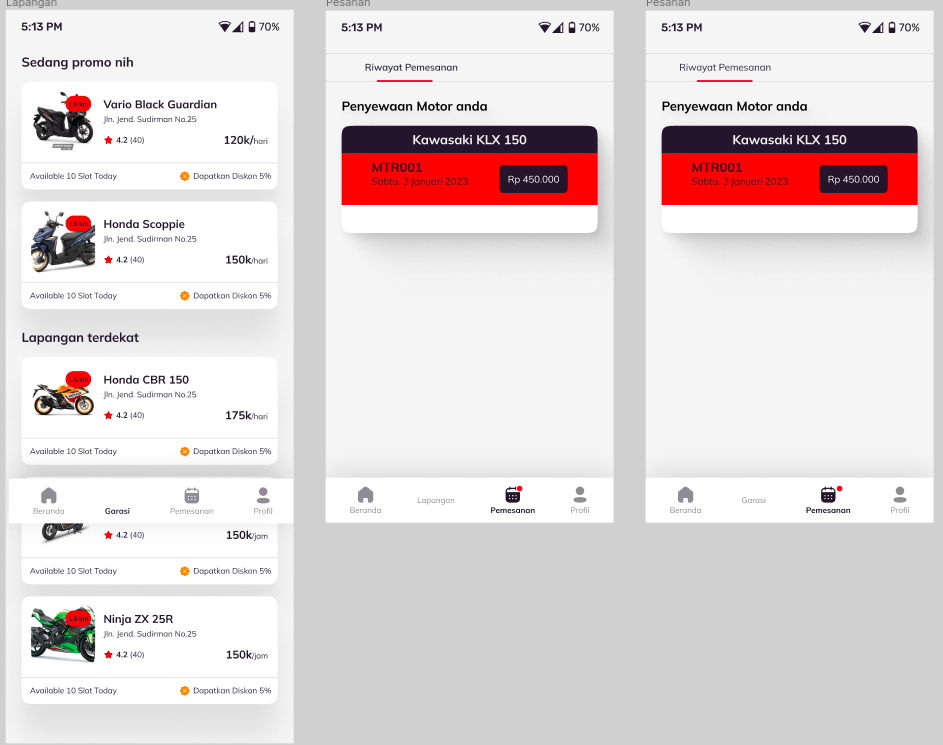 Lapangan
5:13 PM
70%
Sedang promo nih
1,6 km
Vario Black Guardian
Jln. Jend. Sudirman No.25
4.2 (40)
120k/hari
Available 10 Slot Today
Dapatkan Diskon 5%
1,6 km
Honda Scoppie
Jln. Jend. Sudirman No.25
4.2 (40)
150k/hari
Available 10 Slot Today
Dapatkan Diskon 5%
Lapangan terdekat
1,6 km
Honda CBR 150
Jln. Jend. Sudirman No.25
4.2 (40)
175k/hari
Available 10 Slot Today
Dapatkan Diskon 5%
Beranda
Garasi
Pemesanan
Profil
4.2 (40)
150k/jam
Available 10 Slot Today
Dapatkan Diskon 5%
1,6 km
Ninja ZX 25R
Jln. Jend. Sudirman No.25
4.2 (40)
150k/jam
Available 10 Slot Today
Dapatkan Diskon 5%
Pesanan
5:13 PM
70%
Riwayat Pemesanan
Penyewaan Motor anda
Kawasaki KLX 150
MTR001
Sabtu, 3 Januari 2023
Rp 450.000
Beranda
Lapangan
Pemesanan
Profil
Pesanan
5:13 PM
70%
Riwayat Pemesanan
Penyewaan Motor anda
Kawasaki KLX 150
MTR001
Sabtu, 3 Januari 2023
Rp 450.000
Beranda
Garasi
Pemesanan
Profil